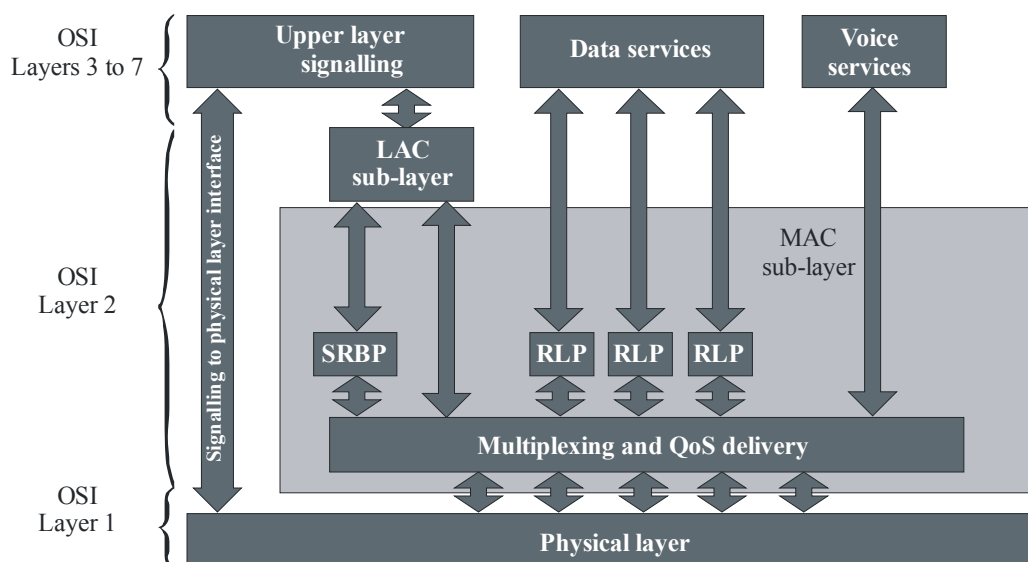 OSI
Layers 3 to 7
Upper layer
signalling
Data services
Voice
services
LAC
sub-layer
Signalling to physical layer interface
MAC
sub-layer
OSI
Layer 2
SRBP
RLP
RLP
RLP
Multiplexing and QoS delivery
OSI
Layer 1
Physical layer